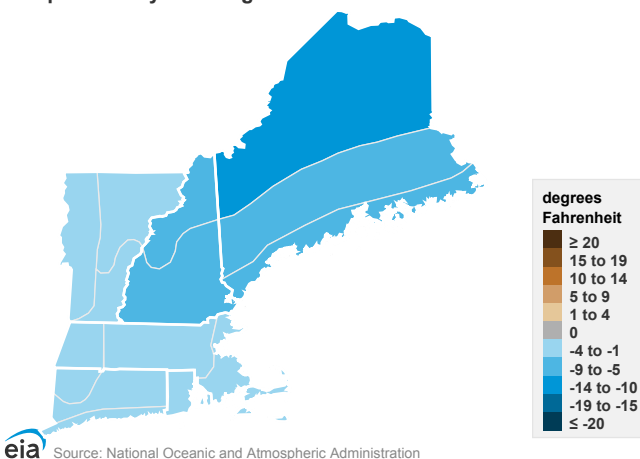 degrees
Fahrenheit
≥ 20
15 to 19
10 to 14
5 to 9
1 to 4
0
-4 to -1
-9 to -5
-14 to -10
-19 to -15
≤ -20
eia Source: National Oceanic and Atmospheric Administration